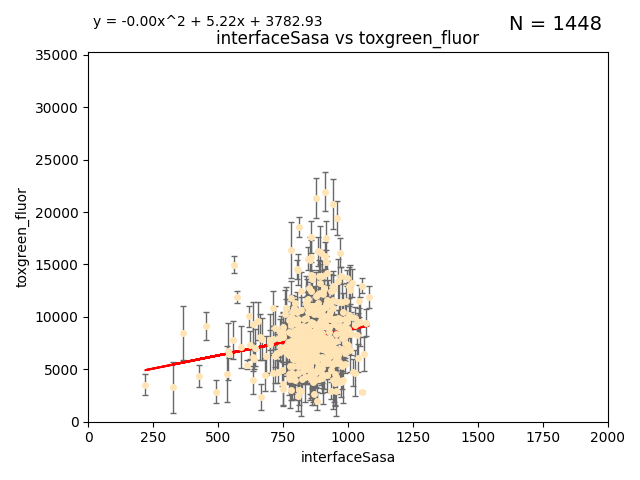 y = -0.00x^2 + 5.22x + 3782.93
N = 1448
interfaceSasa vs toxgreen_fluor
35000
30000
25000
20000
15000
10000
5000
0
toxgreen_fluor
0 250 500 750 1000 1250 1500 1750 2000
interfaceSasa